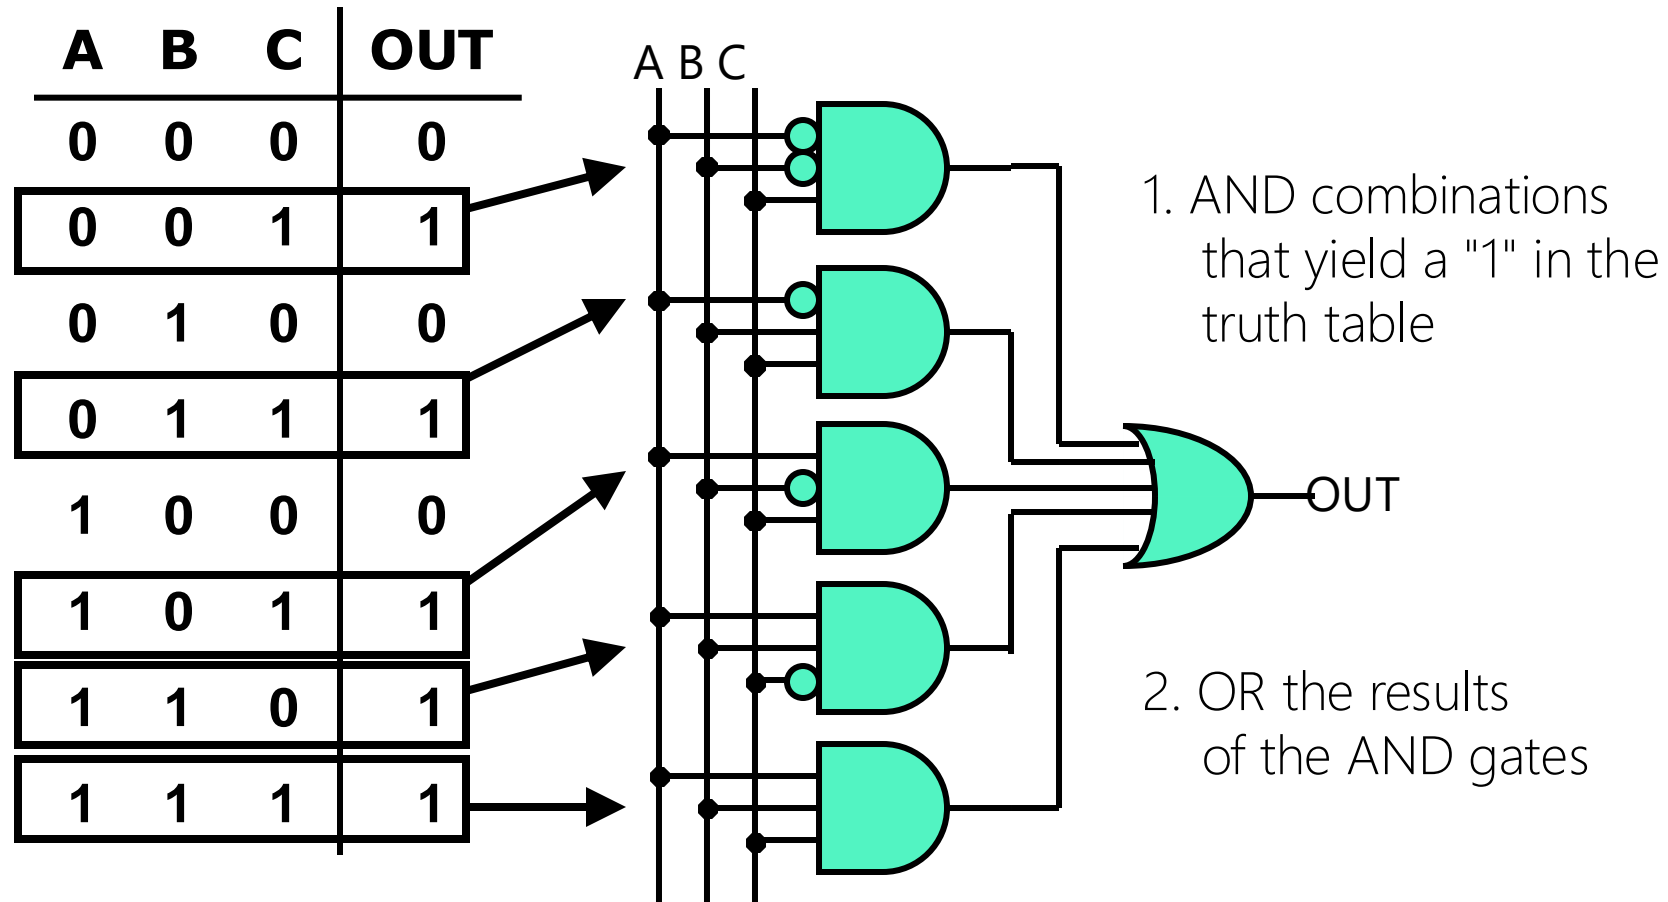 A B C OUT
0 0 0 0
0 0 1 1
0 1 0 0
0 1 1 1
1 0 0 0
1 0 1 1
1 1 0 1
1 1 1 1
A B C
OUT
1. AND combinations
that yield a "1" in the
truth table
2. OR the results
of the AND gates